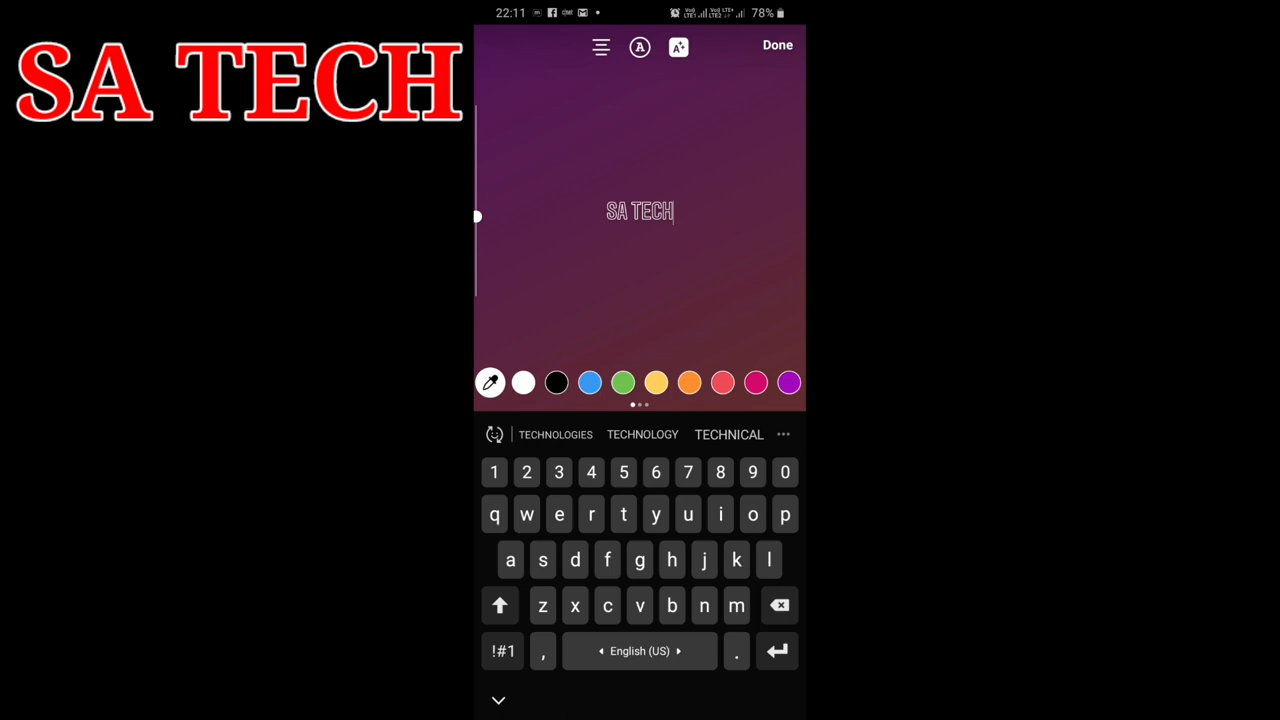 SA TECH
22:11 78%
Done
SA TECH
TECHNOLOGIES TECHNOLOGY TECHNICAL
1 2 3 4 5 6 7 8 9 0
q w e r t y u i o p
a s d f g h j k l
z x c v b n m
!#1 , English (US) .